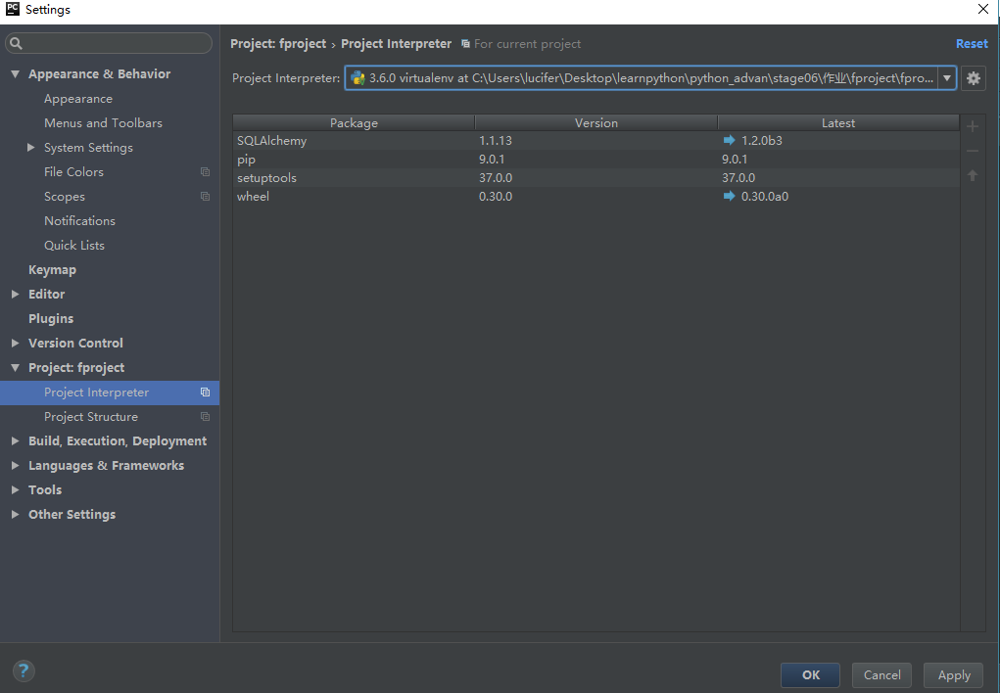 PC Settings
Project: fproject › Project Interpreter For current project Reset
Project Interpreter: 3.6.0 virtualenv at C:\Users\lucifer\Desktop\learnpython\python_advan\stage06\作业\fproject\fpro...
Appearance & Behavior
Appearance
Menus and Toolbars
System Settings
File Colors
Scopes
Notifications
Quick Lists
Keymap
Editor
Plugins
Version Control
Project: fproject
Project Interpreter
Project Structure
Build, Execution, Deployment
Languages & Frameworks
Tools
Other Settings
Package Version Latest
SQLAlchemy 1.1.13 1.2.0b3
pip 9.0.1 9.0.1
setuptools 37.0.0 37.0.0
wheel 0.30.0 0.30.0a0
?
OK Cancel Apply